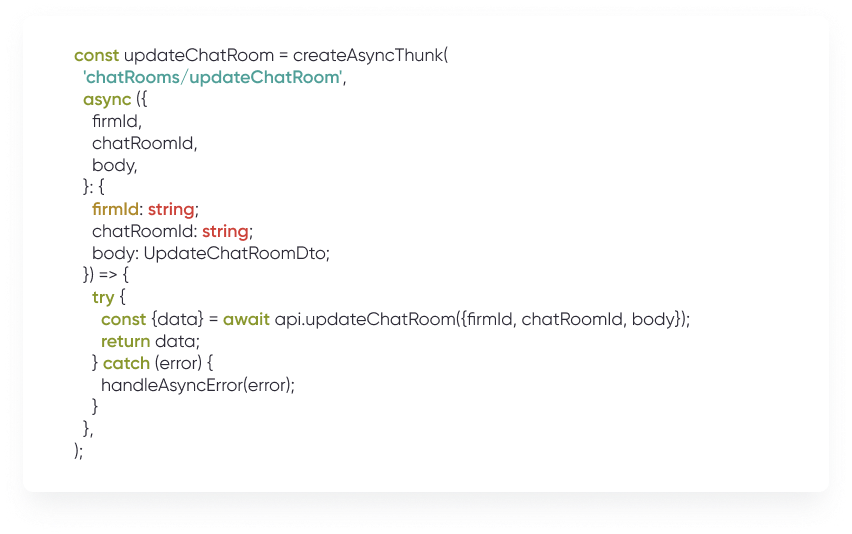 const updateChatRoom = createAsyncThunk(
'chatRooms/updateChatRoom',
async ({
firmId,
chatRoomId,
body,
}: {
firmId: string;
chatRoomId: string;
body: UpdateChatRoomDto;
}) => {
try {
const {data} = await api.updateChatRoom({firmId, chatRoomId, body});
return data;
} catch (error) {
handleAsyncError(error);
}
},
);